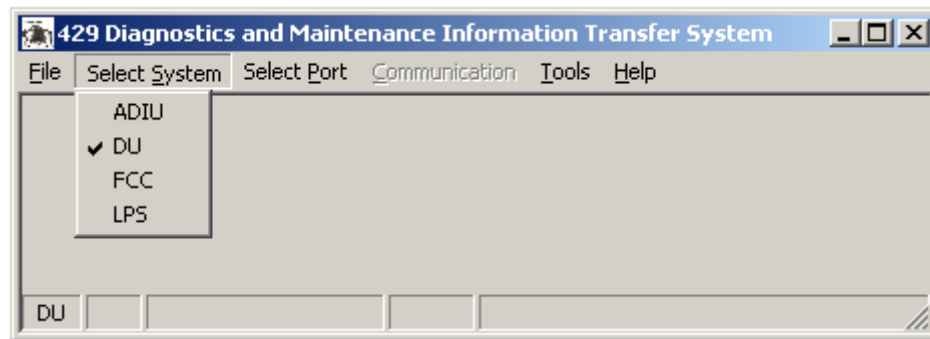 429 Diagnostics and Maintenance Information Transfer System
File Select System Select Port Communication Tools Help
ADIU
DU
FCC
LPS
DU